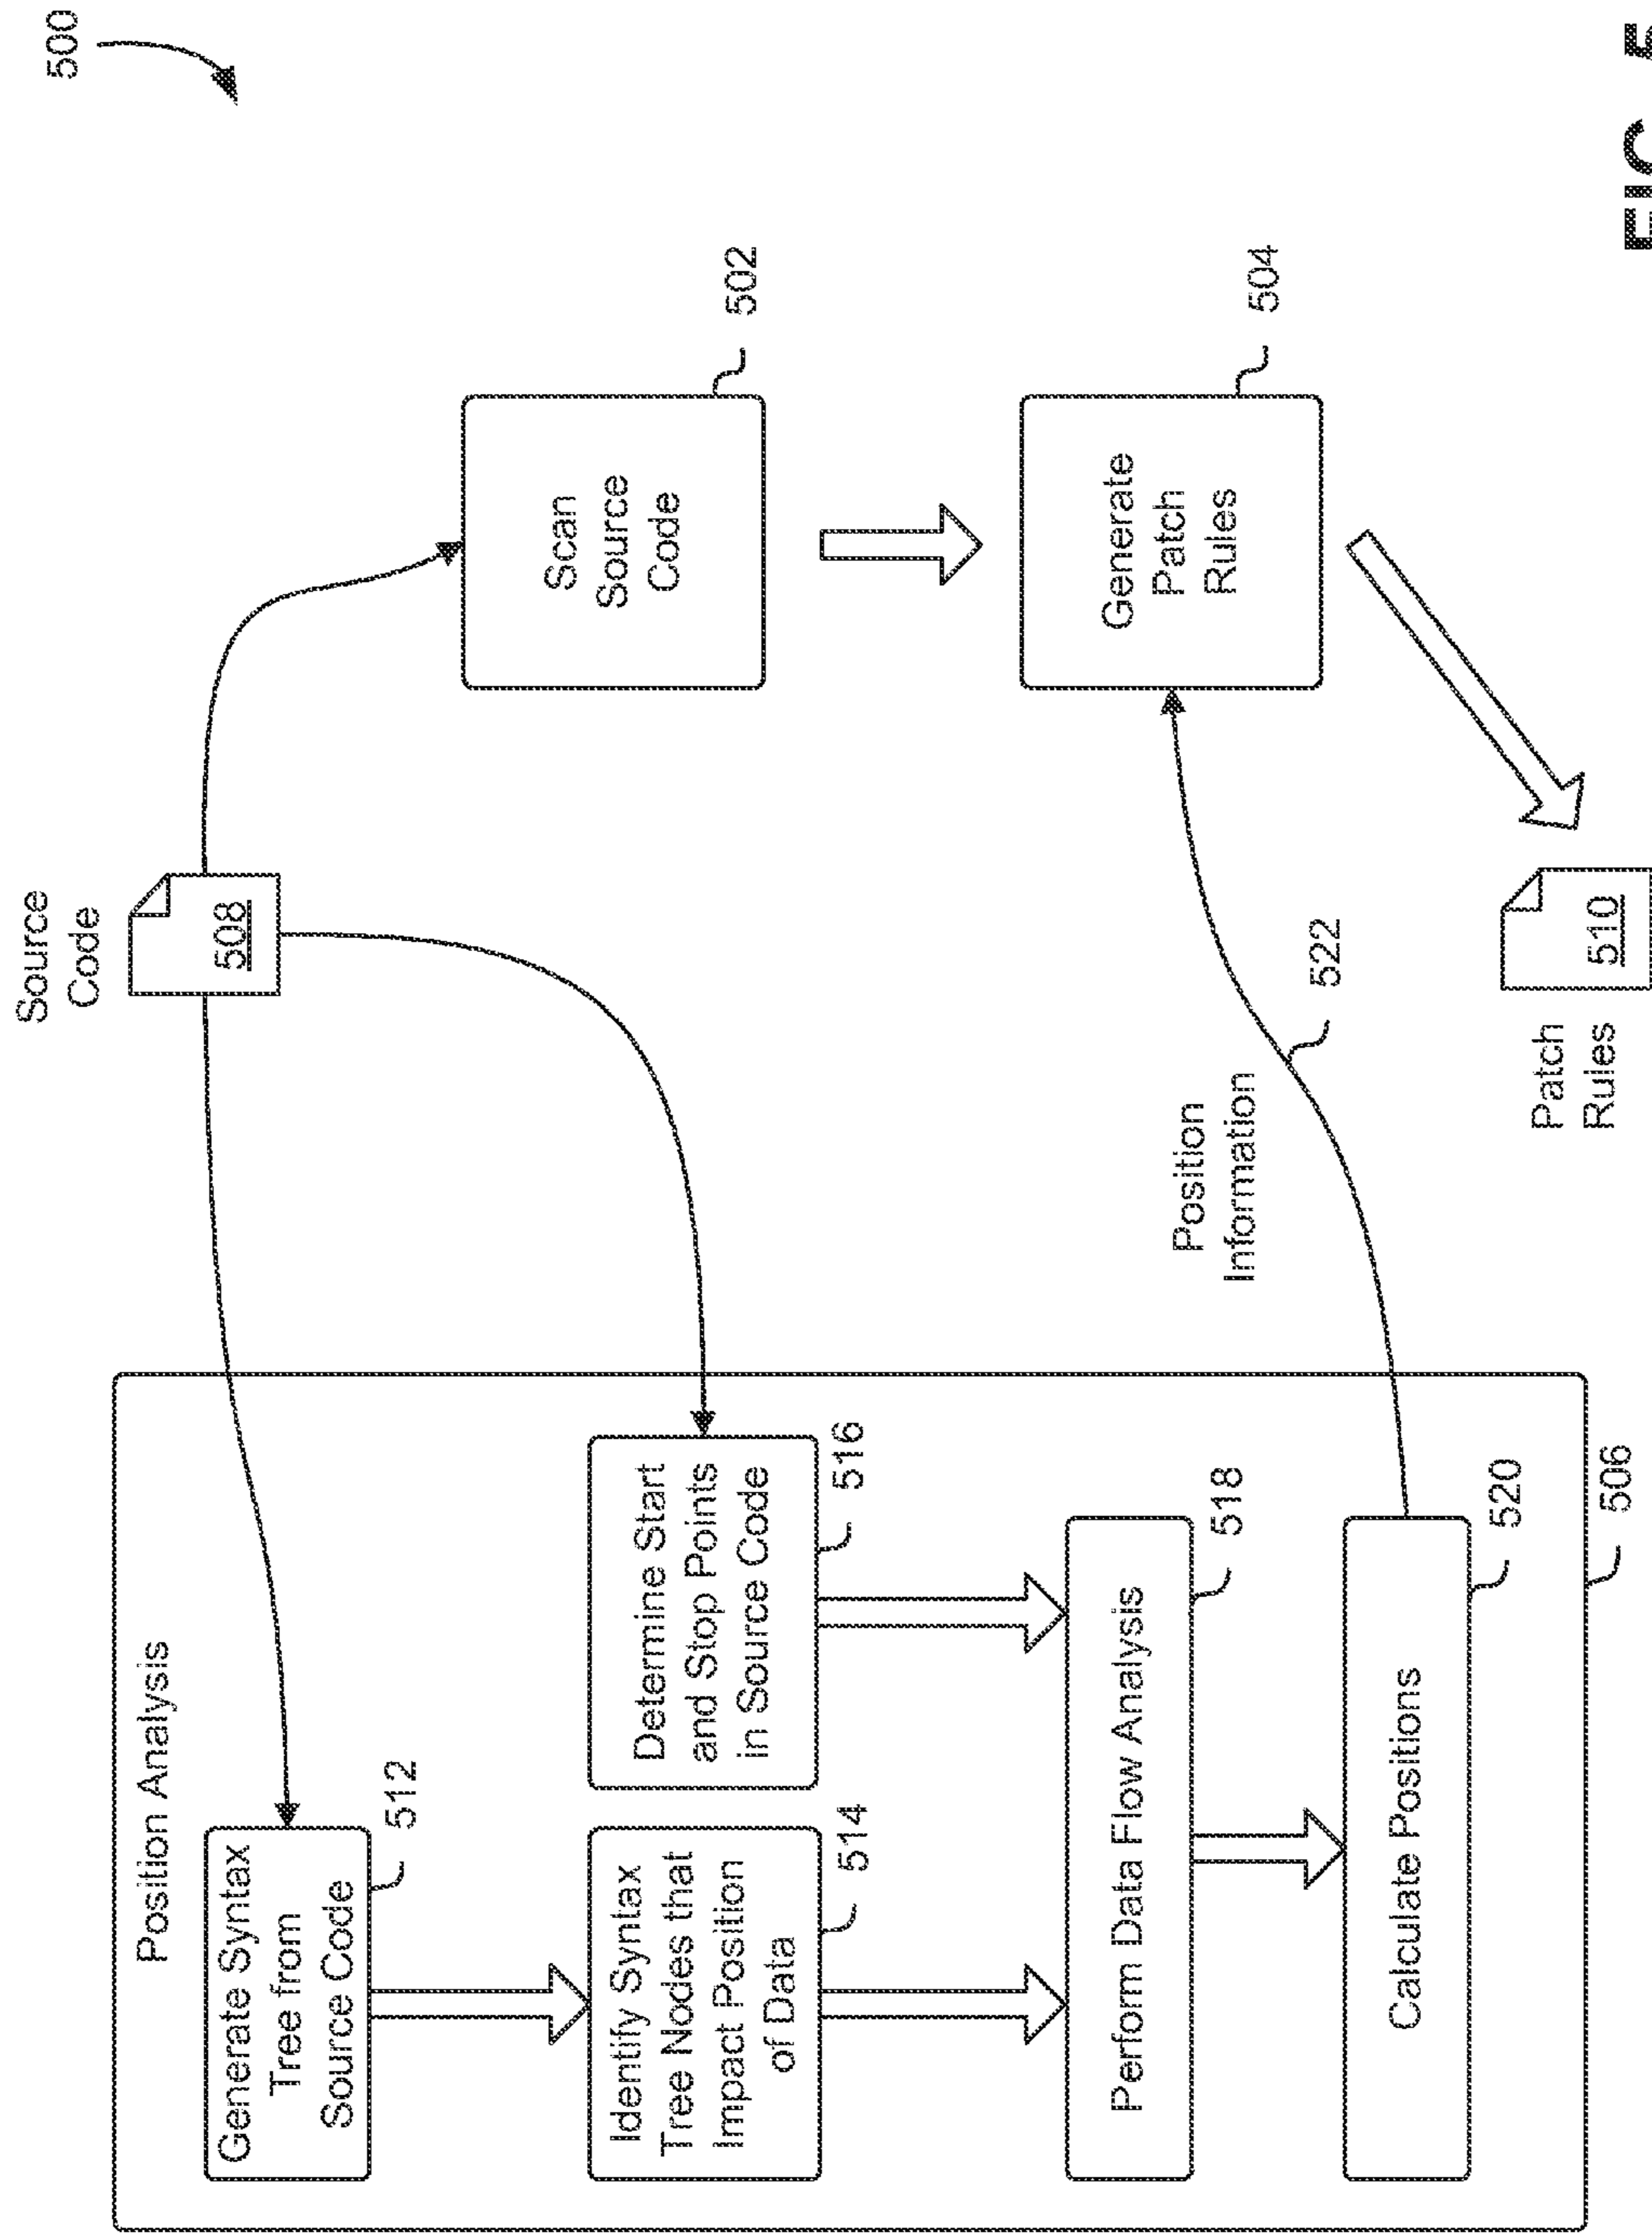 500
Source
Code
508
Position Analysis
Generate Syntax
Tree from
Source Code
512
Identify Syntax
Tree Nodes that
Impact Position
of Data
514
Determine Start
and Stop Points
in Source Code
516
Perform Data Flow Analysis
518
Calculate Positions
520
506
Scan
Source
Code
502
Generate
Patch
Rules
504
Position
Information
522
Patch
Rules
510
FIG. 5